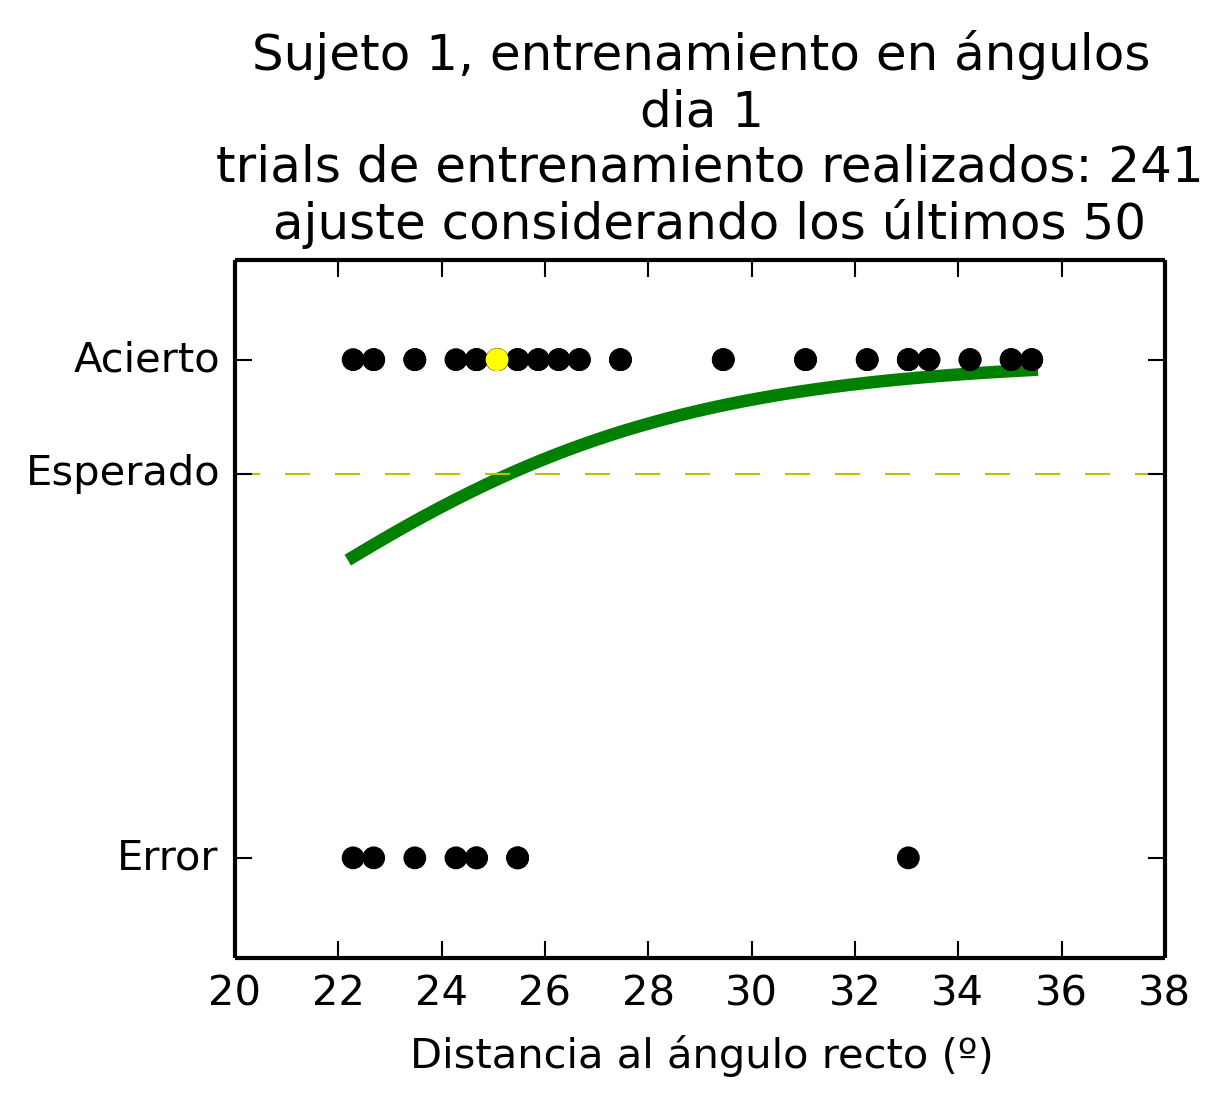 Sujeto 1, entrenamiento en ángulos
dia 1
trials de entrenamiento realizados: 241
ajuste considerando los últimos 50
Acierto
Esperado
Error
20 22 24 26 28 30 32 34 36 38
Distancia al ángulo recto (º)